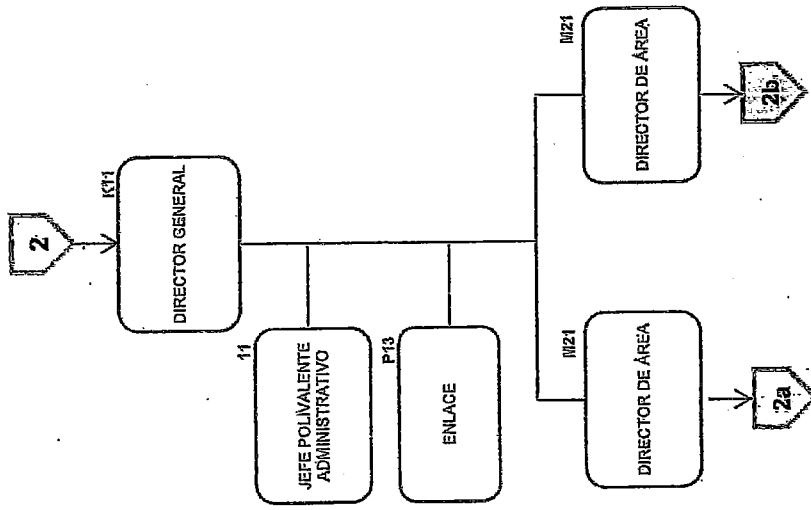 2
K11
DIRECTOR GENERAL
11
JEFE POLIVALENTE
ADMINISTRATIVO
P13
ENLACE
M21
DIRECTOR DE ÁREA
M21
DIRECTOR DE ÁREA
2a
2b